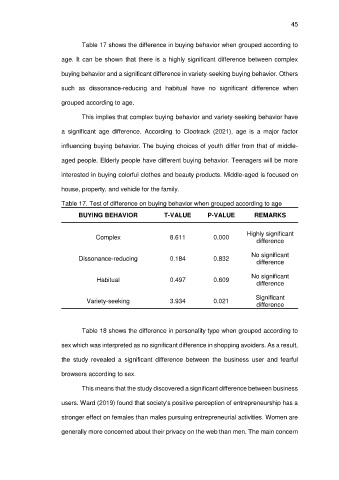 45
Table 17 shows the difference in buying behavior when grouped according to
age. It can be shown that there is a highly significant difference between complex
buying behavior and a significant difference in variety-seeking buying behavior. Others
such as dissonance-reducing and habitual have no significant difference when
grouped according to age.
This implies that complex buying behavior and variety-seeking behavior have
a significant age difference. According to Clootrack (2021), age is a major factor
influencing buying behavior. The buying choices of youth differ from that of middle-
aged people. Elderly people have different buying behavior. Teenagers will be more
interested in buying colorful clothes and beauty products. Middle-aged is focused on
house, property, and vehicle for the family.
Table 17. Test of difference on buying behavior when grouped according to age
BUYING BEHAVIOR T-VALUE P-VALUE REMARKS
Complex 8.611 0.000 Highly significant
difference
Dissonance-reducing 0.184 0.832 No significant
difference
Habitual 0.497 0.609 No significant
difference
Variety-seeking 3.934 0.021 Significant
difference
Table 18 shows the difference in personality type when grouped according to
sex which was interpreted as no significant difference in shopping avoiders. As a result,
the study revealed a significant difference between the business user and fearful
browsers according to sex.
This means that the study discovered a significant difference between business
users. Ward (2019) found that society's positive perception of entrepreneurship has a
stronger effect on females than males pursuing entrepreneurial activities. Women are
generally more concerned about their privacy on the web than men. The main concern